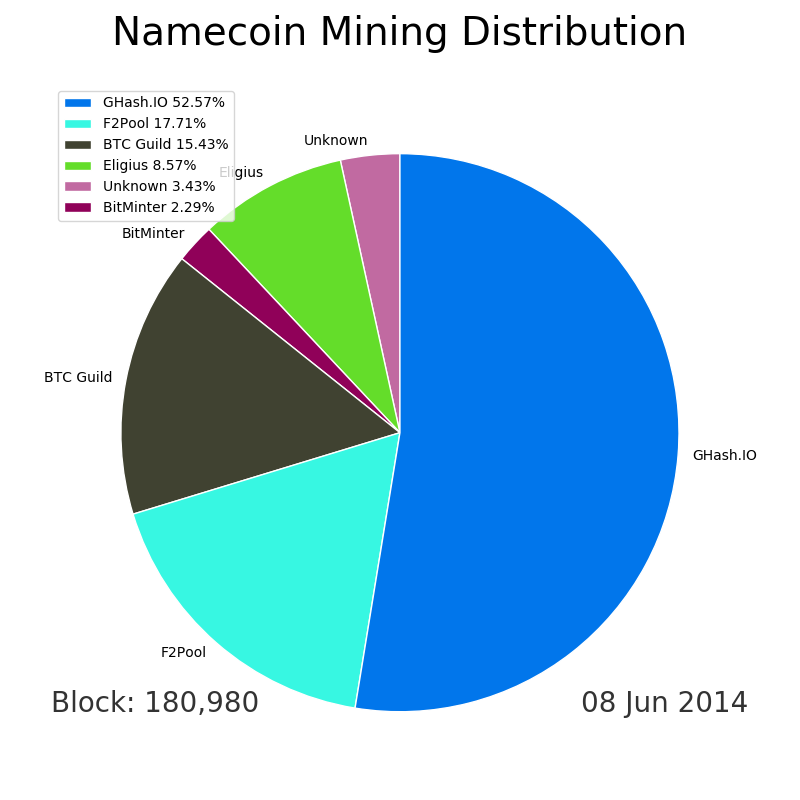 Namecoin Mining Distribution
GHash.IO 52.57%
F2Pool 17.71%
BTC Guild 15.43%
Eligius 8.57%
Unknown 3.43%
BitMinter 2.29%
Unknown
Eligius
BitMinter
BTC Guild
GHash.IO
F2Pool
Block: 180,980
08 Jun 2014